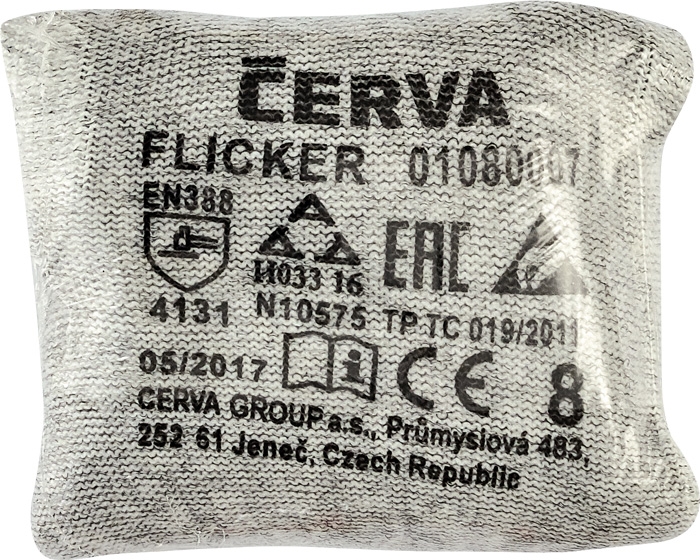 ČERVA
FLICKER 01080067
EN388
4131
H033 16
N10575
EAC
TP TC 019/2011
05/2017
CE
8
CERVA GROUP a.s., Průmyslová 483,
252 61 Jeneč, Czech Republic